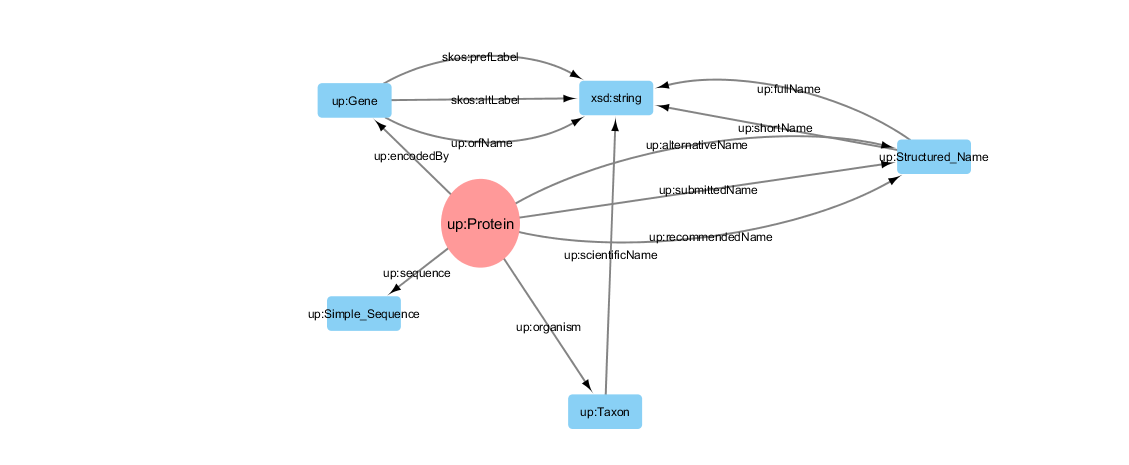 skos:prefLabel
up:fullName
up:Gene
skos:altLabel
xsd:string
up:shortName
up:orfName
up:alternativeName
up:encodedBy
up:Structured_Name
up:submittedName
up:Protein
up:recommendedName
up:scientificName
up:sequence
up:Simple_Sequence
up:organism
up:Taxon